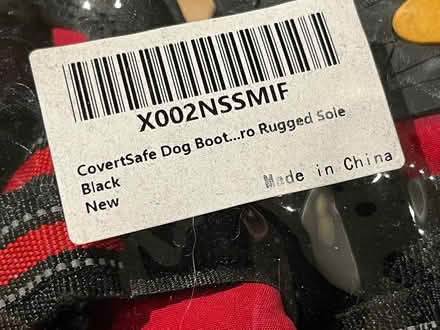 X002NSSMIF
CovertSafe Dog Boot...ro Rugged Sole
Black
New
Made in China